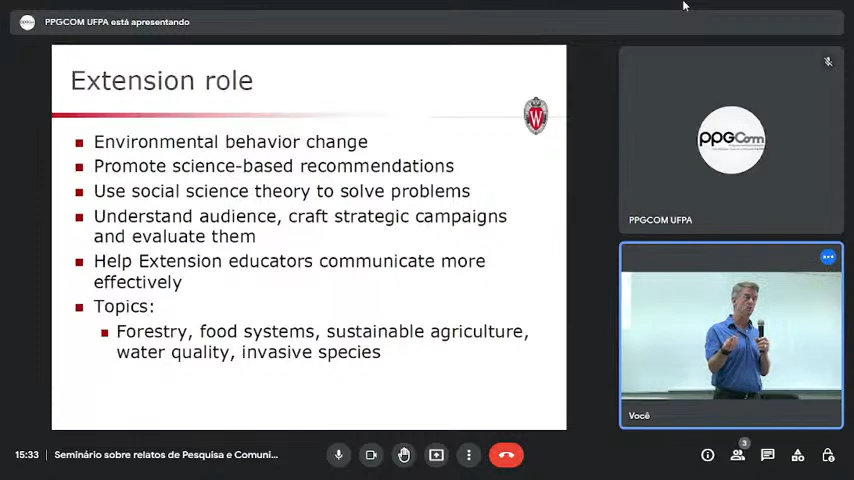 PPGCOM UFPA está apresentando
Extension role
W
Environmental behavior change
Promote science-based recommendations
Use social science theory to solve problems
Understand audience, craft strategic campaigns
and evaluate them
Help Extension educators communicate more
effectively
Topics:
Forestry, food systems, sustainable agriculture,
water quality, invasive species
PPGCom
PPGCOM UFPA
Você
15:33 | Seminário sobre relatos de Pesquisa e Comuni...
3